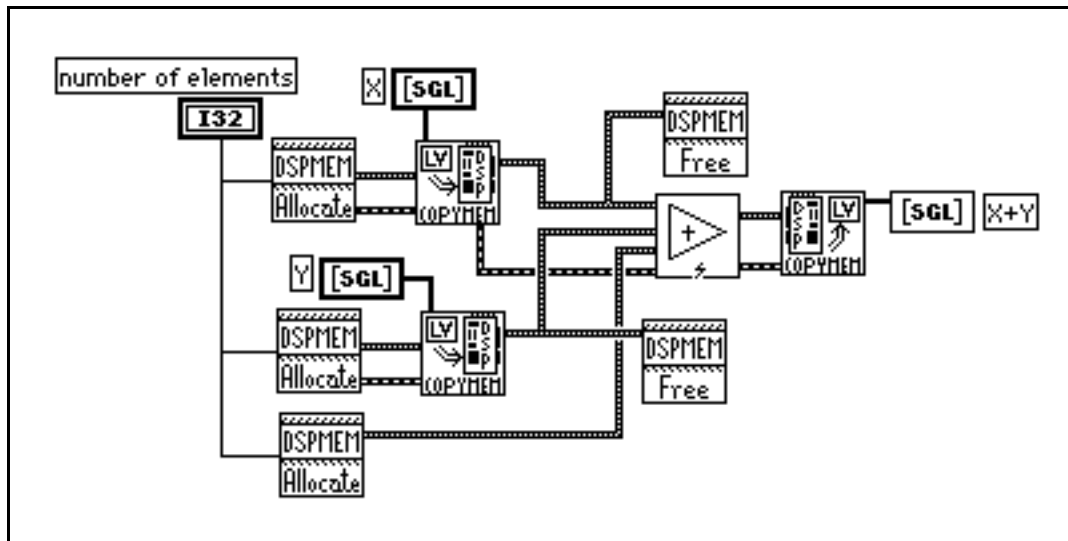 number of elements
I32
X
[SGL]
DSPMEM
Allocate
LV
DSP
COPYMEM
DSPMEM
Free
+
DSP
LV
COPYMEM
[SGL]
X+Y
Y
[SGL]
DSPMEM
Allocate
LV
DSP
COPYMEM
DSPMEM
Free
DSPMEM
Allocate